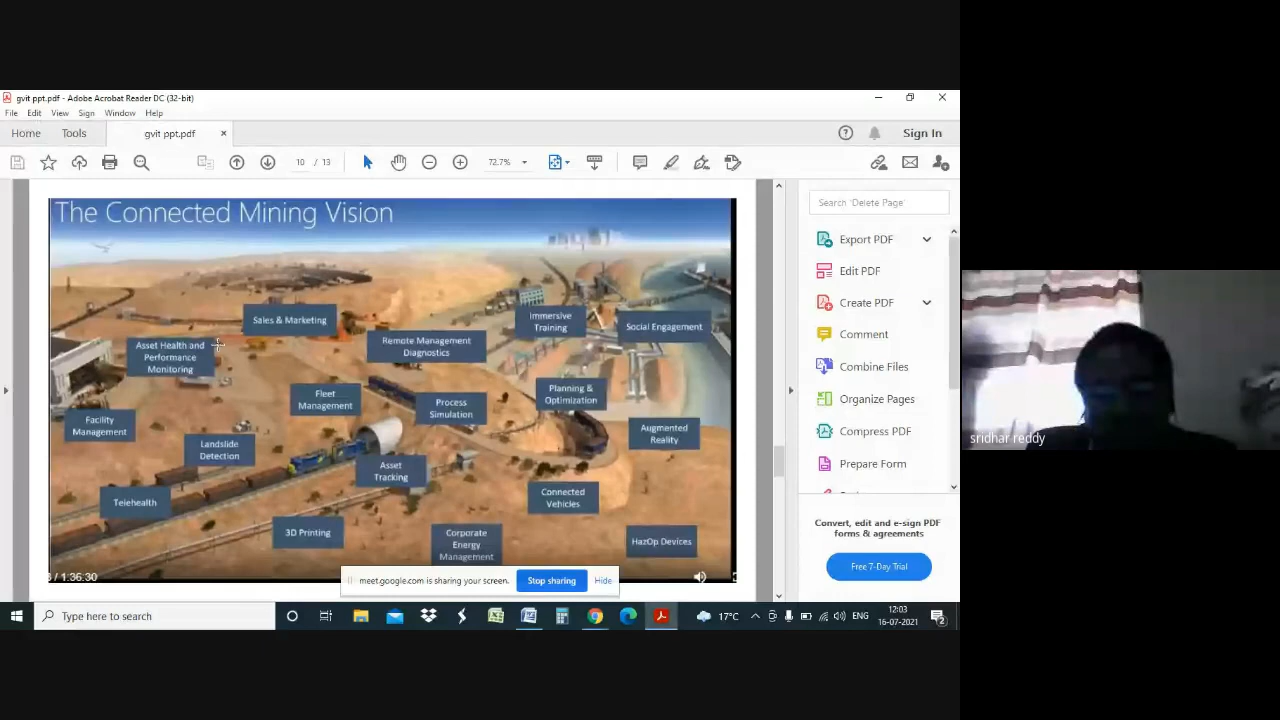 gvit ppt.pdf - Adobe Acrobat Reader DC (32-bit)
File Edit View Sign Window Help
Home Tools gvit ppt.pdf × Sign In
10 / 13 72.7%
The Connected Mining Vision
Sales & Marketing
Immersive
Training
Social Engagement
Asset Health and
Performance
Monitoring
Remote Management
Diagnostics
Fleet
Management
Process
Simulation
Planning &
Optimization
Facility
Management
Landslide
Detection
Augmented
Reality
Asset
Tracking
Telehealth
Connected
Vehicles
3D Printing
Corporate
Energy
Management
HazOp Devices
/ 1:36:30
Search 'Delete Page'
Export PDF
Edit PDF
Create PDF
Comment
Combine Files
Organize Pages
Compress PDF
Prepare Form
Convert, edit and e-sign PDF
forms & agreements
Free 7-Day Trial
meet.google.com is sharing your screen. Stop sharing Hide
Type here to search
17°C ENG
12:03
16-07-2021
2
sridhar reddy